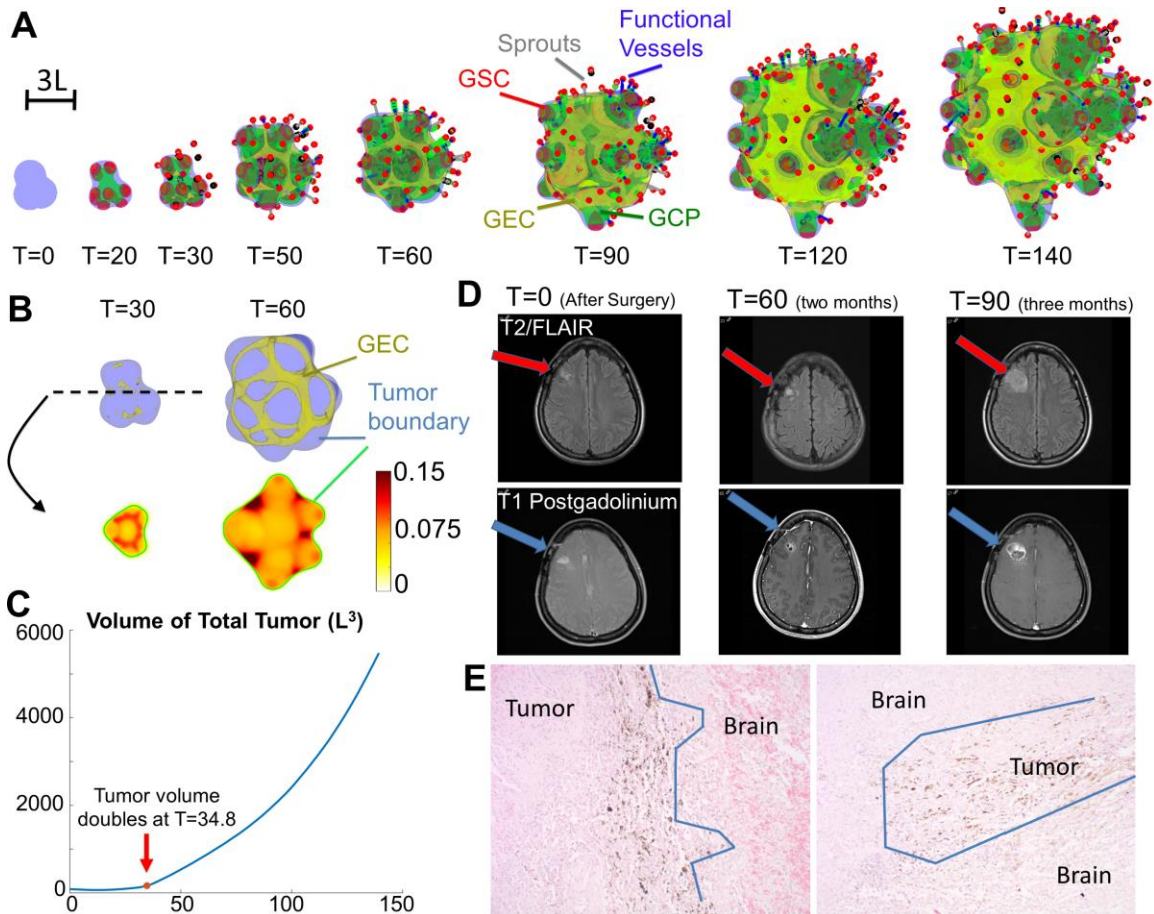 A
3L
Sprouts
Functional
Vessels
GSC
GEC
GCP
T=0
T=20
T=30
T=50
T=60
T=90
T=120
T=140
B
T=30
T=60
GEC
Tumor
boundary
0.15
0.075
0
C
Volume of Total Tumor (L³)
6000
4000
2000
0
Tumor volume
doubles at T=34.8
0
50
100
150
D
T=0 (After Surgery)
T=60 (two months)
T=90 (three months)
T2/FLAIR
T1 Postgadolinium
E
Tumor
Brain
Brain
Tumor
Brain